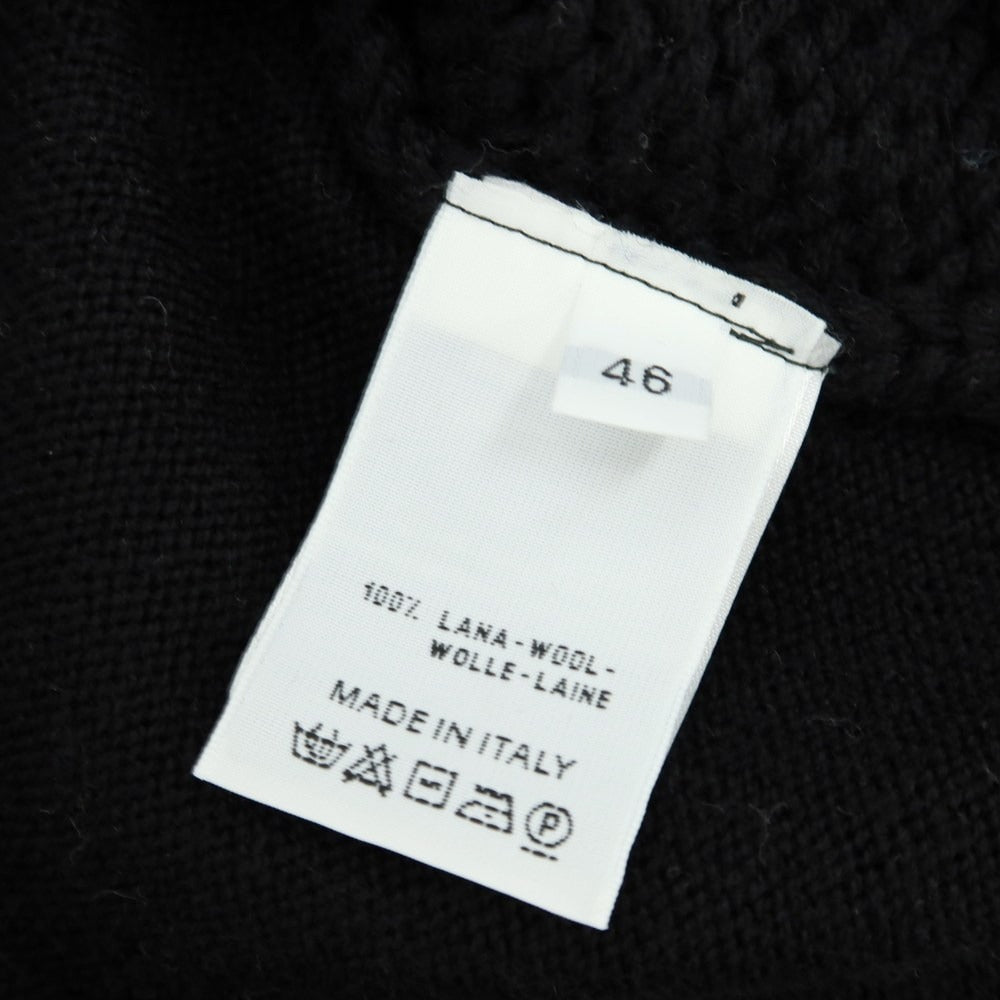 46
100% LANA-WOOL-
WOLLE-LAINE
MADE IN ITALY
P